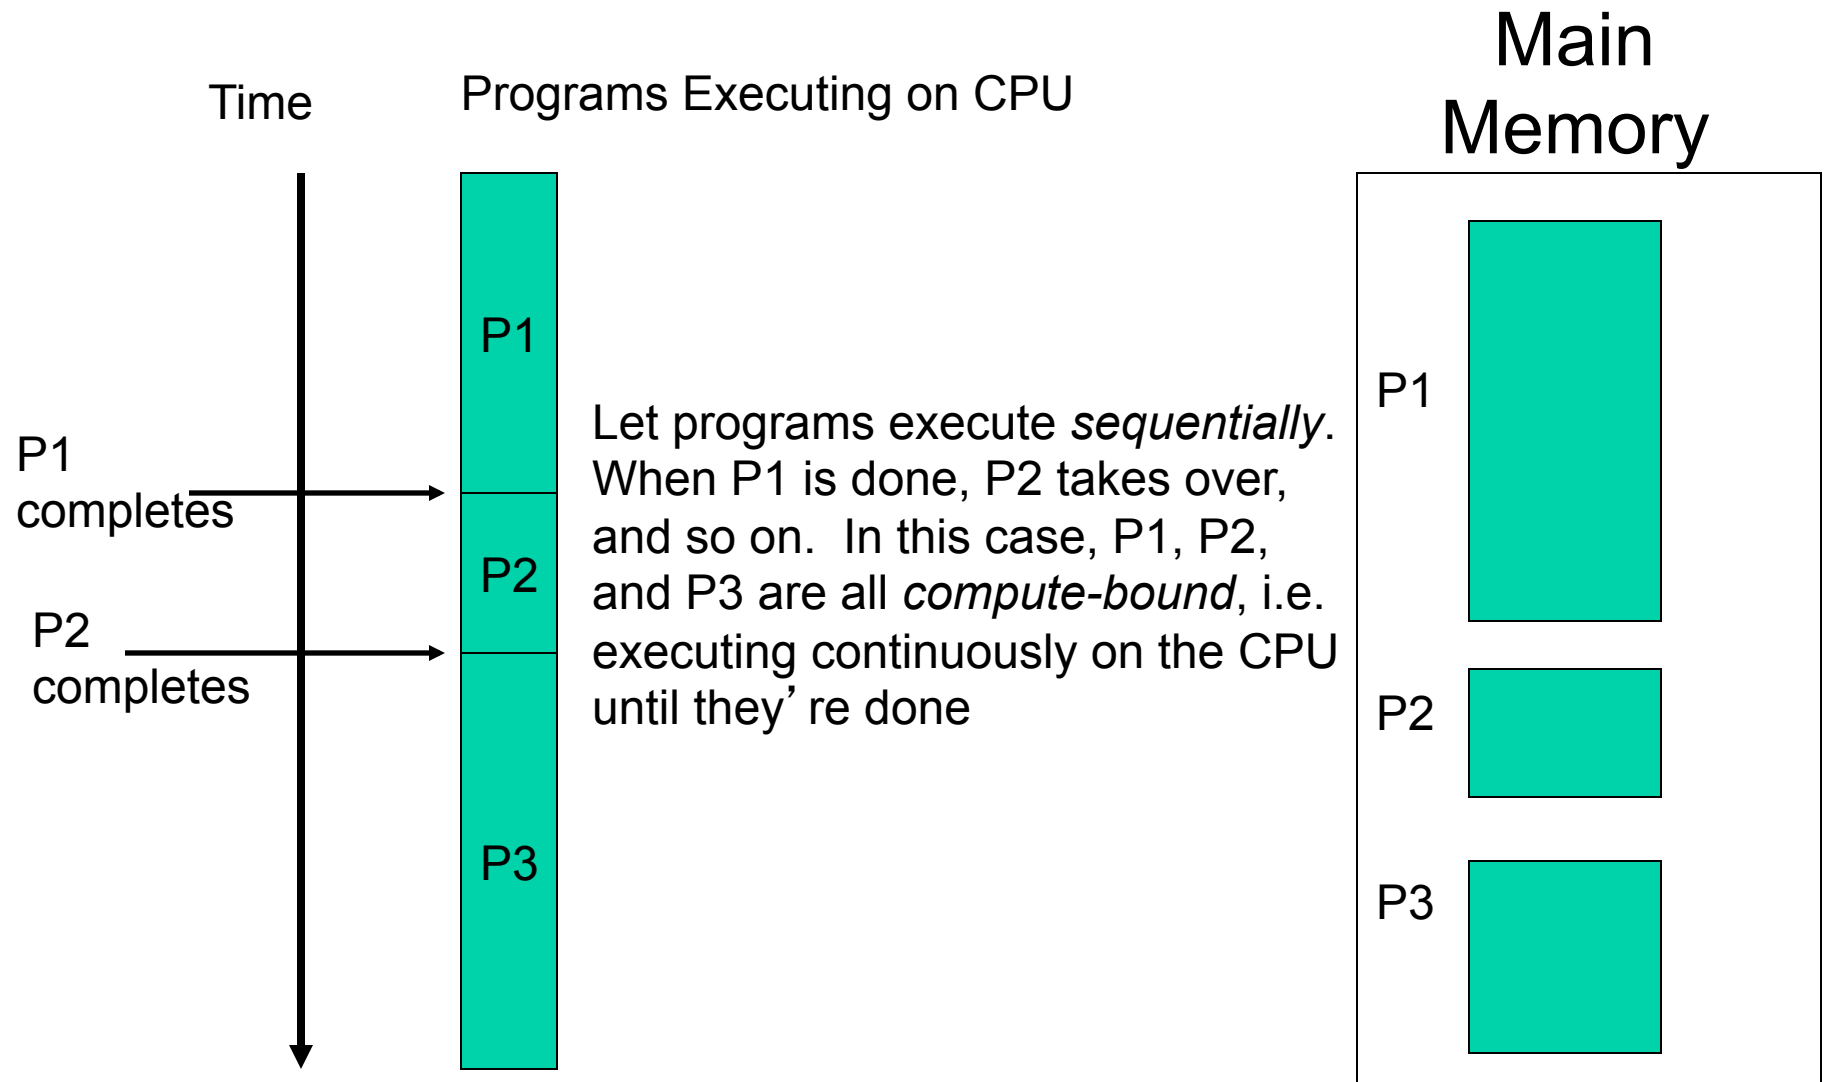 Time
Programs Executing on CPU
Main
Memory
P1
completes
P2
completes
P1
P2
P3
Let programs execute sequentially.
When P1 is done, P2 takes over,
and so on.  In this case, P1, P2,
and P3 are all compute-bound, i.e.
executing continuously on the CPU
until they’ re done
P1
P2
P3